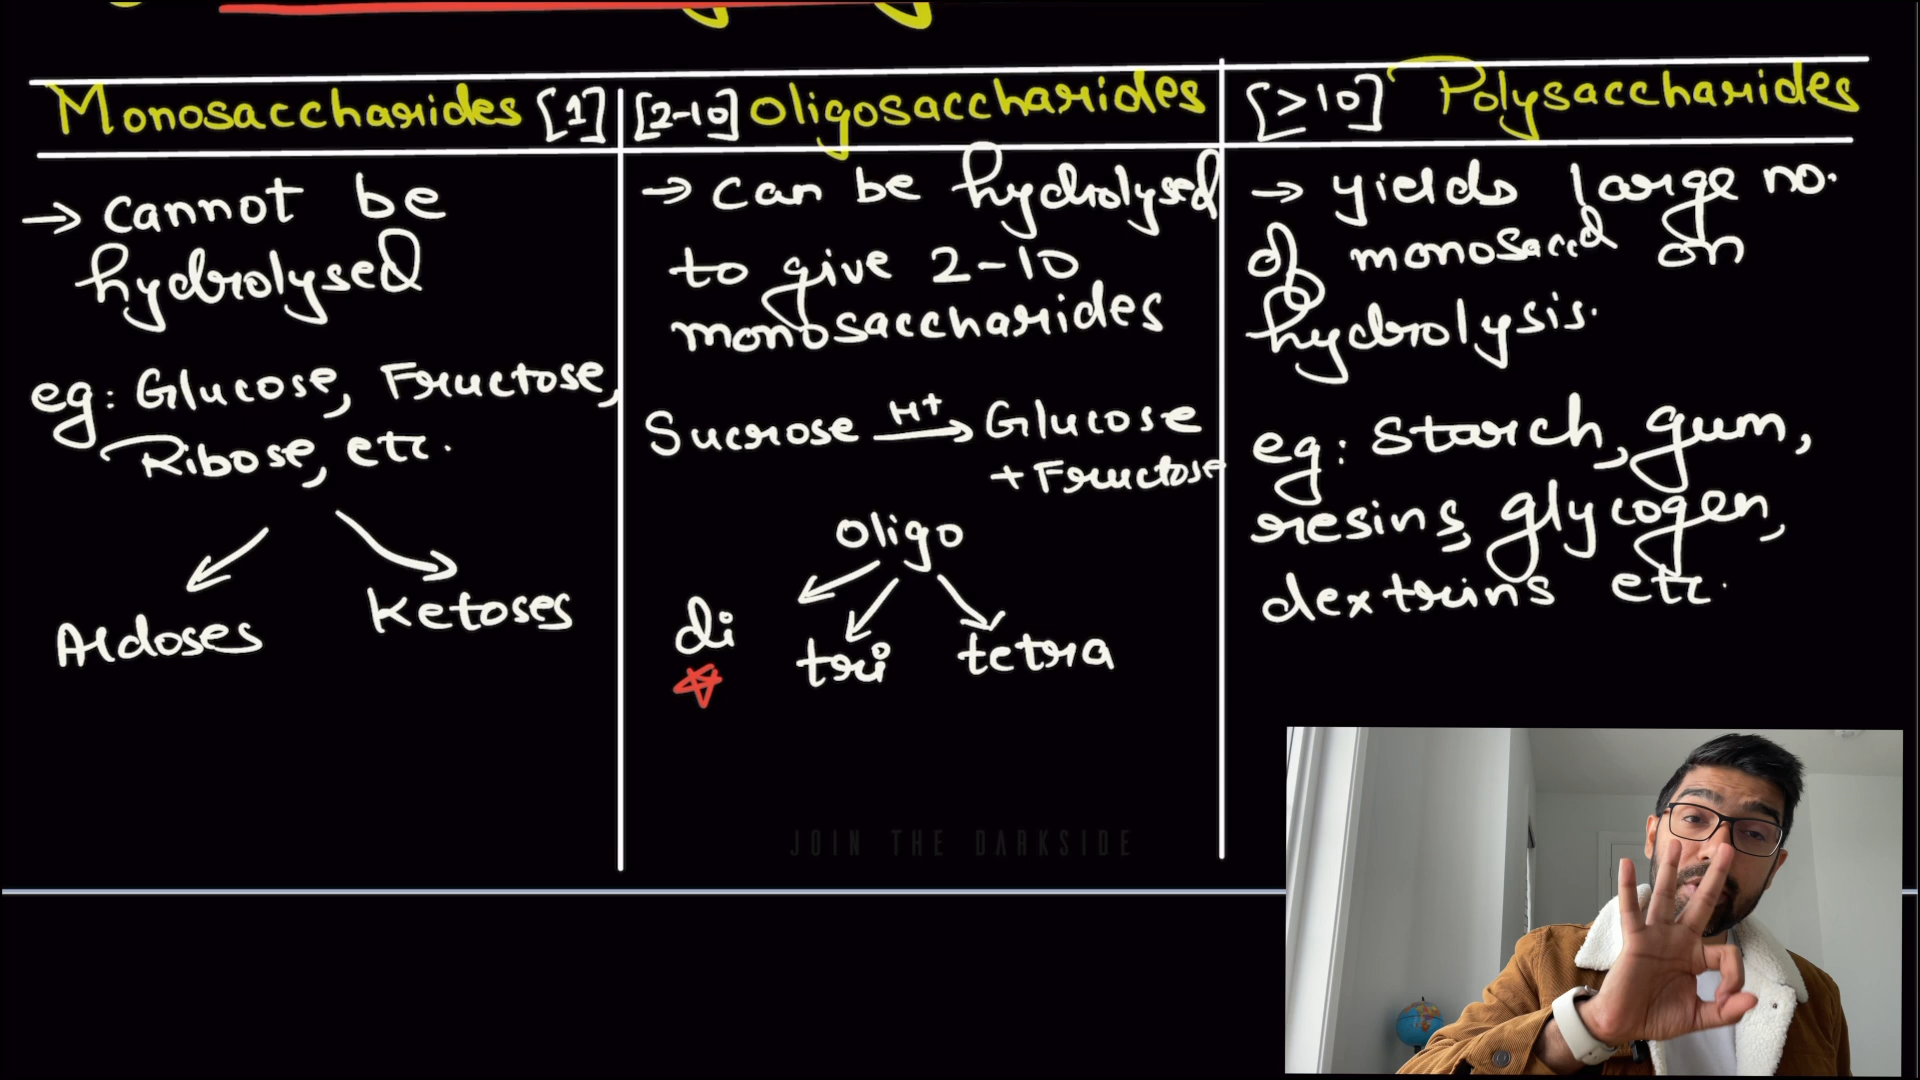 Monosaccharides [1]
[2-10] Oligosaccharides
[>10] Polysaccharides
→ cannot be
hydrolysed
eg: Glucose, Fructose,
Ribose, etc.
Aldoses
Ketoses
→ can be hydrolysed
to give 2-10
monosaccharides
Sucrose H+ → Glucose
+ Fructose
oligo
di
tri
tetra
→ yields large no.
of monosaccd on
hydrolysis.
eg: starch, gum,
resins, glycogen,
dextrins etc.
JOIN THE DARKSIDE